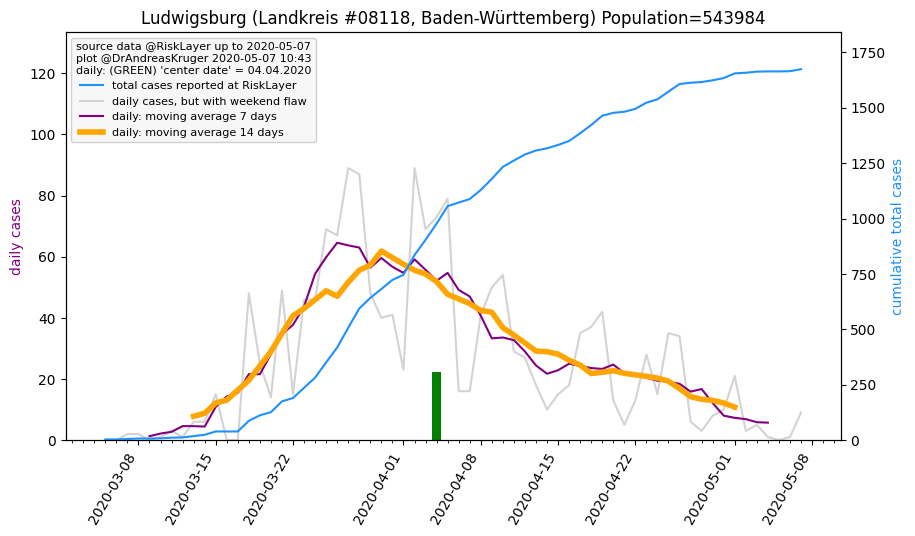 Ludwigsburg (Landkreis #08118, Baden-Württemberg) Population=543984
source data @RiskLayer up to 2020-05-07
plot @DrAndreasKruger 2020-05-07 10:43
daily: (GREEN) 'center date' = 04.04.2020
total cases reported at RiskLayer
daily cases, but with weekend flaw
daily: moving average 7 days
daily: moving average 14 days
daily cases
120
100
80
60
40
20
0
1750
1500
1250
1000
750
500
250
0
cumulative total cases
2020-03-08
2020-03-15
2020-03-22
2020-04-01
2020-04-08
2020-04-15
2020-04-22
2020-05-01
2020-05-08